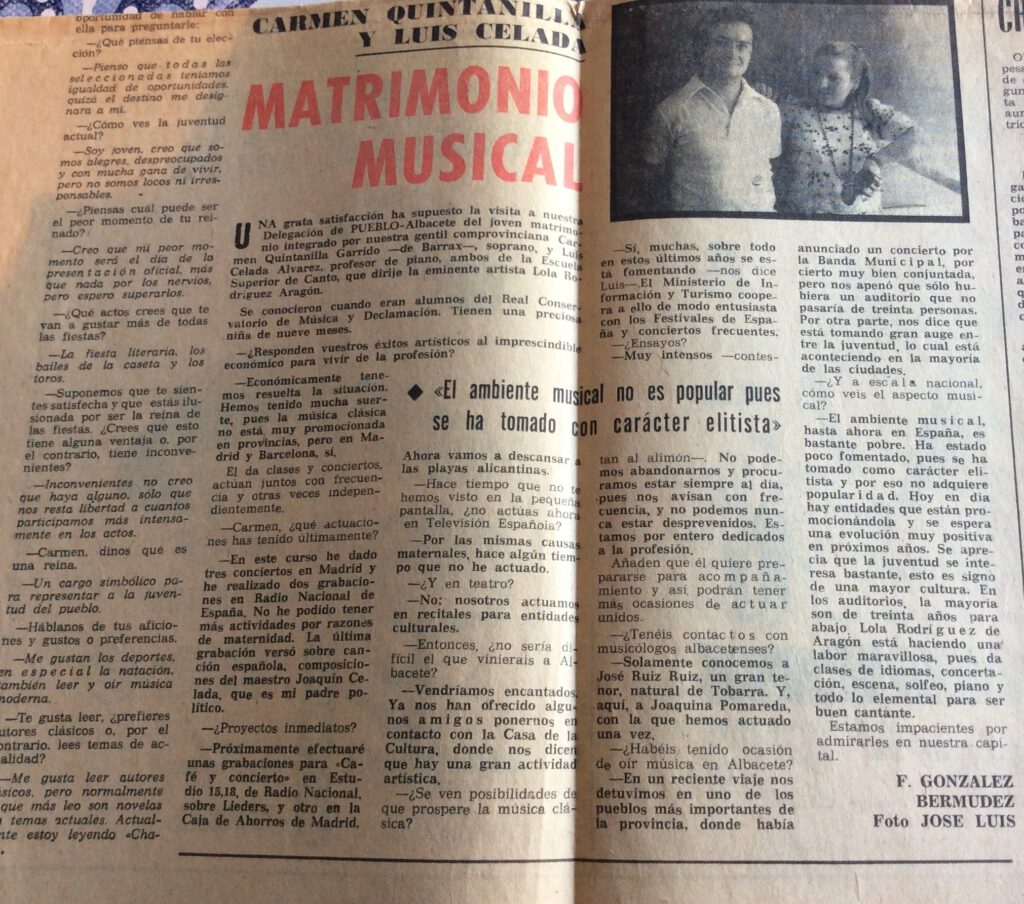 oportunidad de hablar con
ella para preguntarle:
—¿Qué piensas de tu elec-
ción?
—Pienso que todas las
seleccionadas teníamos
igualdad de oportunidades,
quizá el destino me desig-
nara a mí.
—¿Cómo ves la juventud
actual?
—Soy joven, creo que so-
mos alegres, despreocupados
y con mucha gana de vivir,
pero no somos locos ni irres-
ponsables.
—¿Piensas cuál puede ser
el peor momento de tu rei-
nado?
—Creo que mi peor mo-
mento será el día de la
presentación oficial, más
que nada por los nervios,
pero espero superarlos.
—¿Qué actos crees que te
van a gustar más de todas
las fiestas?
—La fiesta literaria, los
bailes de la caseta y los
toros.
—Suponemos que te sien-
tes satisfecha y que estás ilu-
sionada por ser la reina de
las fiestas. ¿Crees que esto
tiene alguna ventaja o, por
el contrario, tiene inconve-
nientes?
—Inconvenientes no creo
que haya alguno, sólo que
nos resta libertad a cuantos
participamos más intensa-
mente en los actos.
—Carmen, dinos qué es
una reina.
—Un cargo simbólico pa-
ra representar a la juven-
tud del pueblo.
—Háblanos de tus aficio-
nes y gustos o preferencias.
—Me gustan los deportes,
en especial la natación,
también leer y oír música
moderna.
—Te gusta leer, ¿prefieres
autores clásicos o, por el
contrario, lees temas de ac-
alidad?
—Me gusta leer autores
sicos, pero normalmente
que más leo son novelas
temas actuales. Actual-
nte estoy leyendo «Cha-
CARMEN QUINTANILLA
Y LUIS CELADA
MATRIMONIO
MUSICAL
UNA grata satisfacción ha supuesto la visita a nuestra
Delegación de PUEBLO-Albacete del joven matrimo-
nio integrado por nuestra gentil comprovinciana Car-
men Quintanilla Garrido —de Barrax—, soprano, y Luis
Celada Alvarez, profesor de piano, ambos de la Escuela
Superior de Canto, que dirije la eminente artista Lola Ro-
dríguez Aragón.
Se conocieron cuando eran alumnos del Real Conser-
vatorio de Música y Declamación. Tienen una preciosa
niña de nueve meses.
—¿Responden vuestros éxitos artísticos al imprescindible
económico para vivir de la profesión?
—Económicamente tene-
mos resuelta la situación.
Hemos tenido mucha suer-
te, pues la música clásica
no está muy promocionada
en provincias, pero en Ma-
drid y Barcelona, sí.
El da clases y conciertos,
actúan juntos con frecuen-
cia y otras veces indepen-
dientemente.
—Carmen, ¿qué actuacio-
nes has tenido últimamente?
—En este curso he dado
tres conciertos en Madrid y
he realizado dos grabacio-
nes en Radio Nacional de
España. No he podido tener
más actividades por razones
de maternidad. La última
grabación versó sobre can-
ción española, composicio-
nes del maestro Joaquín Ce-
lada, que es mi padre po-
lítico.
—¿Proyectos inmediatos?
—Próximamente efectuaré
unas grabaciones para «Ca-
fé y concierto» en Estu-
dio 15,18, de Radio Nacional,
sobre Lieders, y otro en la
Caja de Ahorros de Madrid.
◆ «El ambiente musical no es popular pues
se ha tomado con carácter elitista»
Ahora vamos a descansar a
las playas alicantinas.
—Hace tiempo que no te
hemos visto en la pequeña
pantalla, ¿no actúas ahora
en Televisión Española?
—Por las mismas causas
maternales, hace algún tiem-
po que no he actuado.
—¿Y en teatro?
—No; nosotros actuamos
en recitales para entidades
culturales.
—Entonces, ¿no sería di-
fícil el que vinierais a Al-
bacete?
—Vendríamos encantados.
Ya nos han ofrecido algu-
nos amigos ponernos en
contacto con la Casa de la
Cultura, donde nos dicen
que hay una gran actividad
artística.
—¿Se ven posibilidades de
que prospere la música clá-
sica?
—Sí, muchas, sobre todo
en estos últimos años se es-
tá fomentando —nos dice
Luis—. El Ministerio de In-
formación y Turismo coope-
ra a ello de modo entusiasta
con los Festivales de Espa-
ña y conciertos frecuentes.
—¿Ensayos?
—Muy intensos —contes-
tan al alimón—. No pode-
mos abandonarnos y procu-
ramos estar siempre al día,
pues nos avisan con fre-
cuencia, y no podemos nun-
ca estar desprevenidos. Es-
tamos por entero dedicados
a la profesión.
Añaden que él quiere pre-
pararse para acompaña-
miento y así, podrán tener
más ocasiones de actuar
unidos.
—¿Tenéis contactos con
musicólogos albacetenses?
—Solamente conocemos a
José Ruiz Ruiz, un gran te-
nor, natural de Tobarra. Y,
aquí, a Joaquina Pomareda,
con la que hemos actuado
una vez.
—¿Habéis tenido ocasión
de oír música en Albacete?
—En un reciente viaje nos
detuvimos en uno de los
pueblos más importantes de
la provincia, donde había
anunciado un concierto por
la Banda Municipal, por
cierto muy bien conjuntada,
pero nos apenó que sólo hu-
biera un auditorio que no
pasaría de treinta personas.
Por otra parte, nos dice que
está tomando gran auge en-
tre la juventud, lo cual está
aconteciendo en la mayoría
de las ciudades.
—¿Y a escala nacional,
cómo veis el aspecto musi-
cal?
—El ambiente musical,
hasta ahora en España, es
bastante pobre. Ha estado
poco fomentado, pues se ha
tomado como carácter eli-
tista y por eso no adquiere
popularidad. Hoy en día
hay entidades que están pro-
mocionándola y se espera
una evolución muy positiva
en próximos años. Se apre-
cia que la juventud se inte-
resa bastante, esto es signo
de una mayor cultura. En
los auditorios, la mayoría
son de treinta años para
abajo. Lola Rodríguez de
Aragón está haciendo una
labor maravillosa, pues da
clases de idiomas, concerta-
ción, escena, solfeo, piano y
todo lo elemental para ser
buen cantante.
Estamos impacientes por
admirarles en nuestra capi-
tal.
F. GONZALEZ
BERMUDEZ
Foto JOSE LUIS